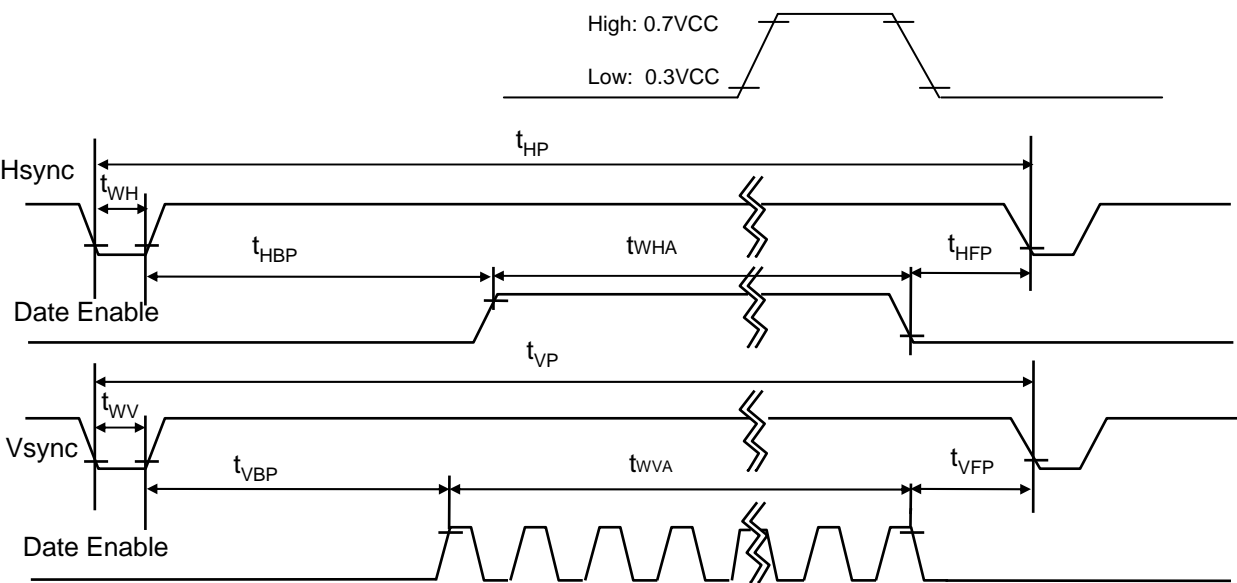 High: 0.7VCC
Low: 0.3VCC
tHP
Hsync
tWH
tHBP
tWHA
tHFP
Date Enable
tVP
tWV
Vsync
tVBP
tWVA
tVFP
Date Enable